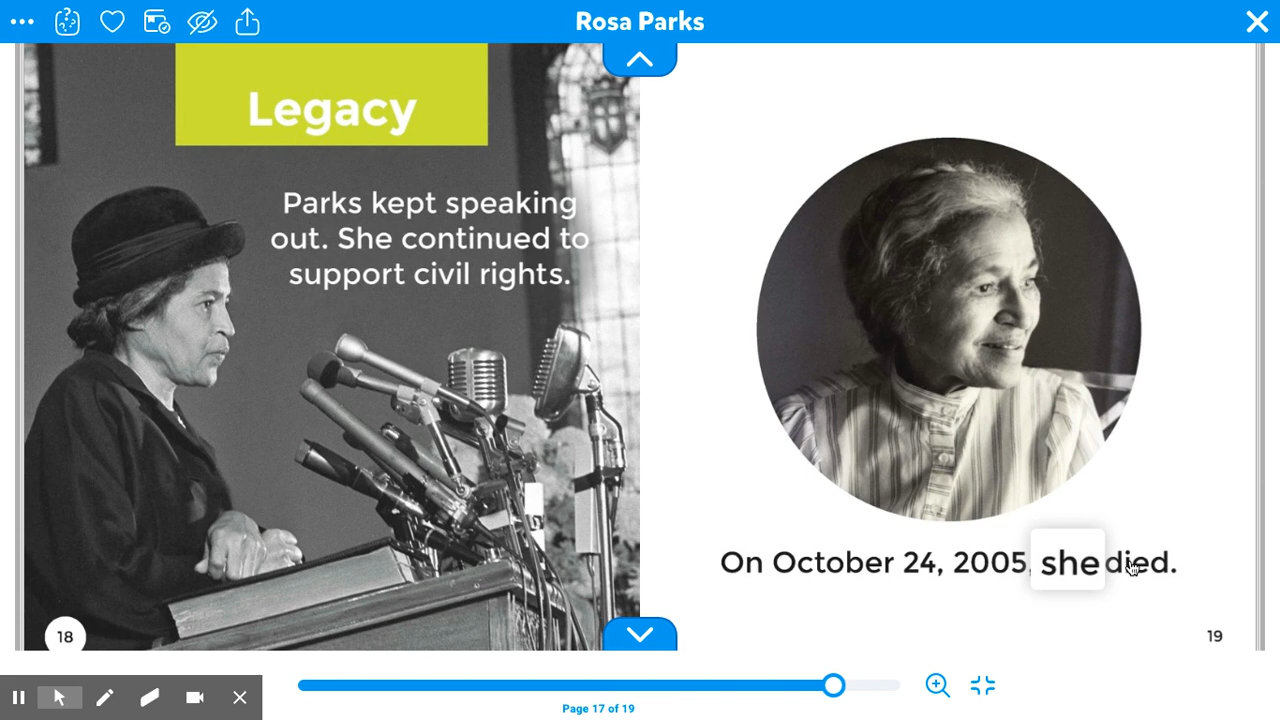 Rosa Parks
Legacy
Parks kept speaking
out. She continued to
support civil rights.
18
On October 24, 2005, she died.
19
Page 17 of 19